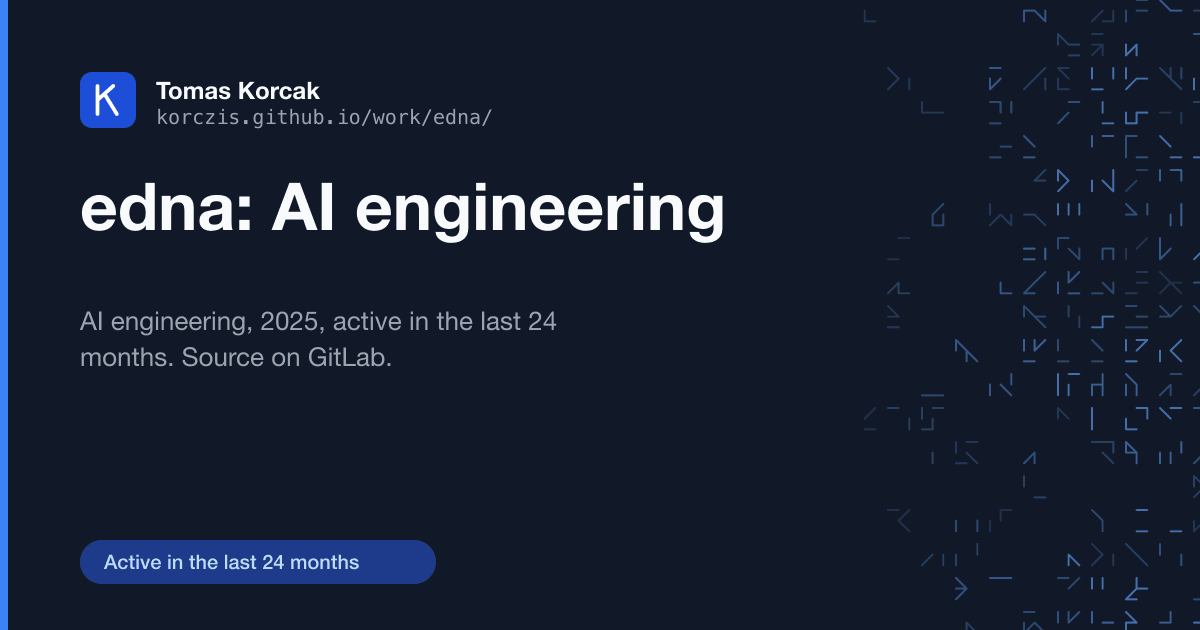 K
Tomas Korcak
korczis.github.io/work/edna/
edna: AI engineering
AI engineering, 2025, active in the last 24
months. Source on GitLab.
Active in the last 24 months